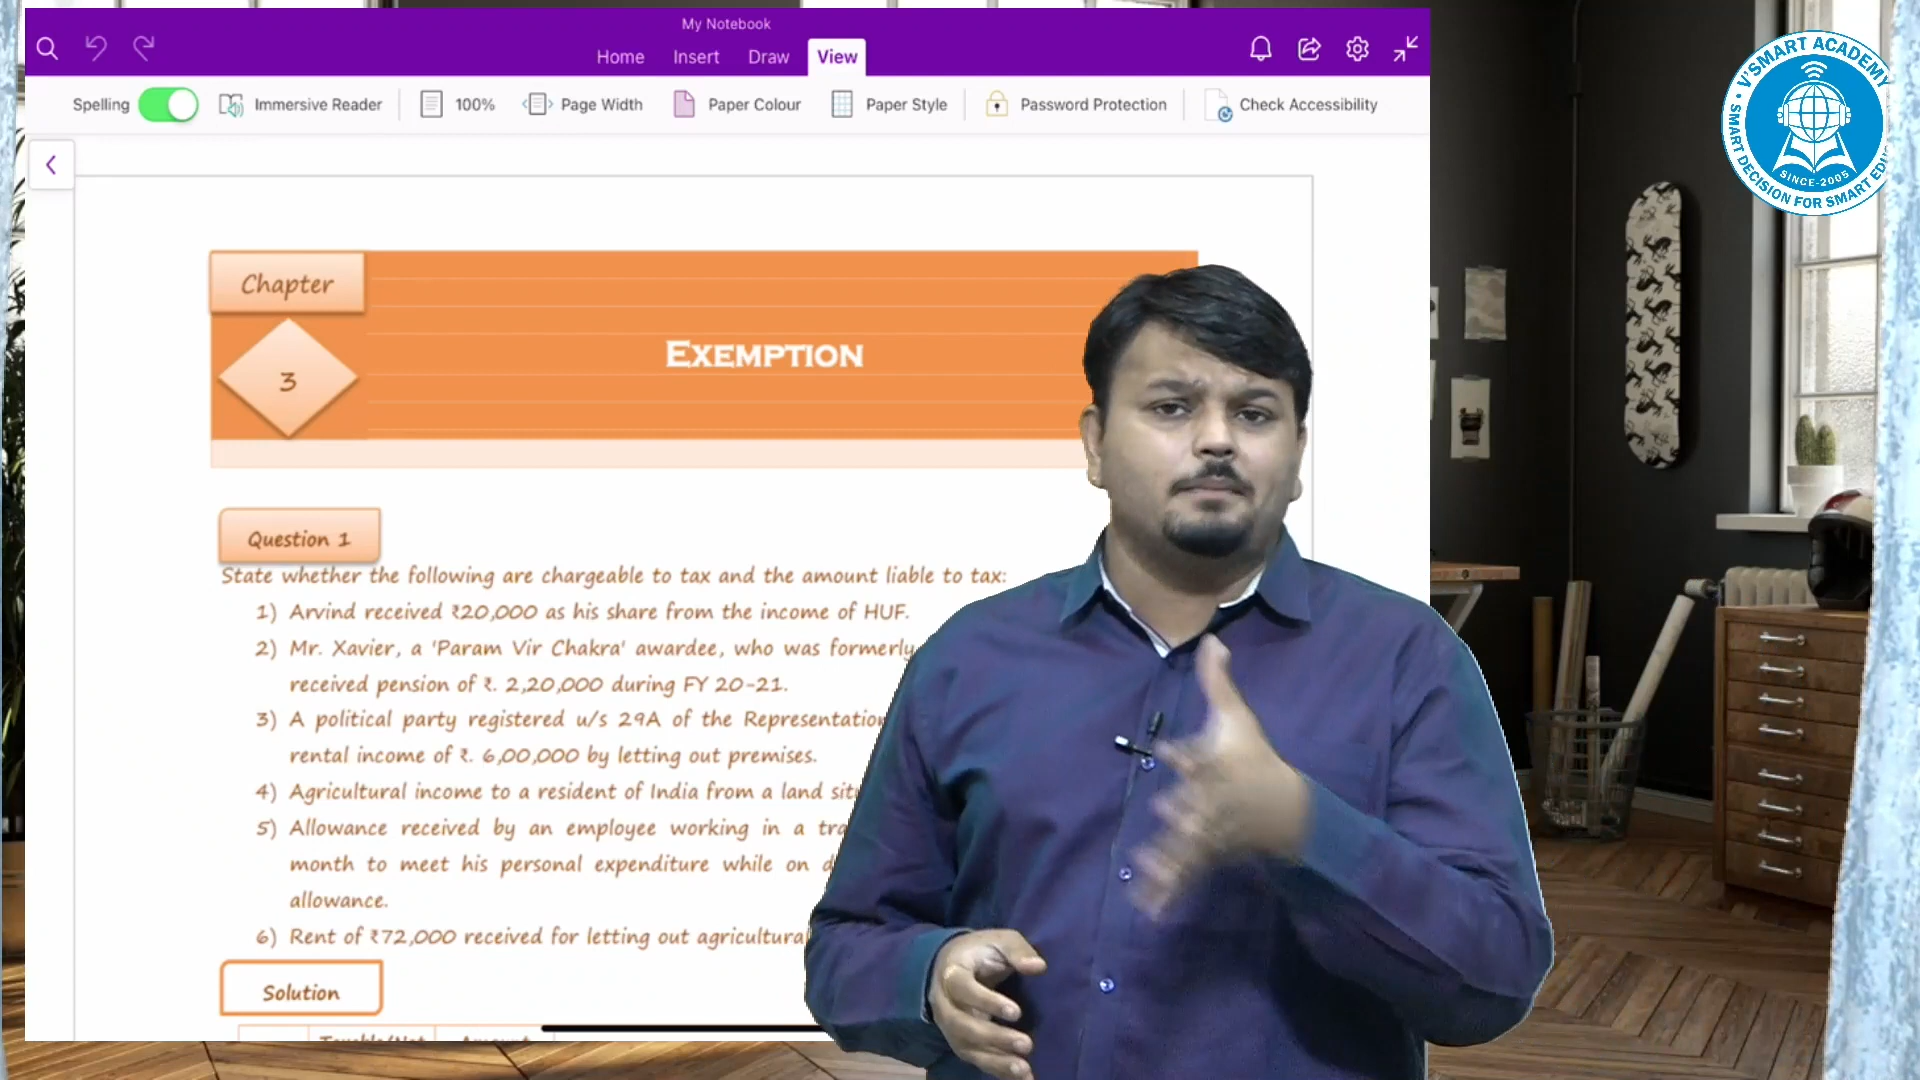 My Notebook
Home Insert Draw View
Spelling Immersive Reader 100% Page Width Paper Colour Paper Style Password Protection Check Accessibility
V'SMART ACADEMY
SMART DECISION FOR SMART
SINCE-2005
Chapter
3
EXEMPTION
Question 1
State whether the following are chargeable to tax and the amount liable to tax:
1) Arvind received ₹20,000 as his share from the income of HUF.
2) Mr. Xavier, a 'Param Vir Chakra' awardee, who was formerly
received pension of ₹. 2,20,000 during FY 20-21.
3) A political party registered u/s 29A of the Representation
rental income of ₹. 6,00,000 by letting out premises.
4) Agricultural income to a resident of India from a land
5) Allowance received by an employee working in a
month to meet his personal expenditure while on
allowance.
6) Rent of ₹72,000 received for letting out agricultural
Solution